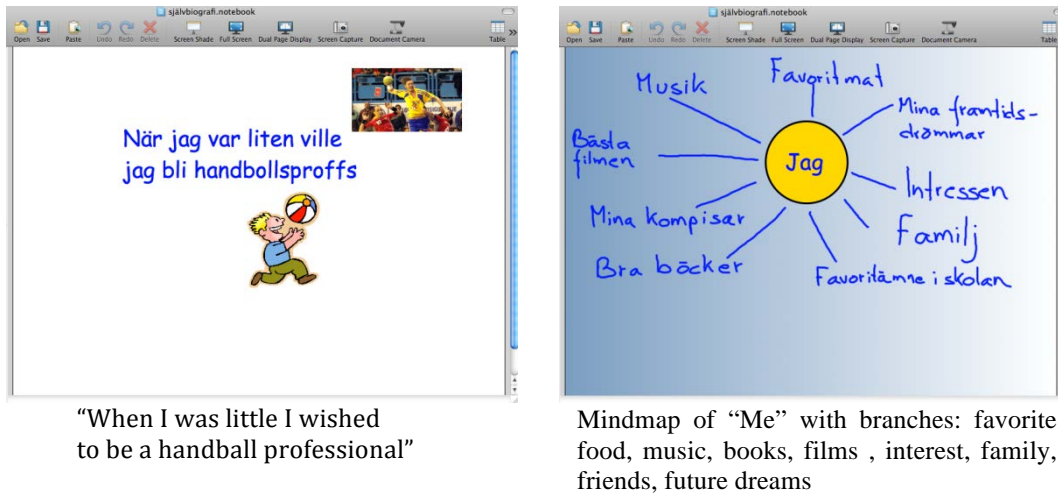 självbiografi.notebook
Open Save Paste Undo Redo Delete Screen Shade Full Screen Dual Page Display Screen Capture Document Camera Table
När jag var liten ville
jag bli handbollsproffs
"When I was little I wished
to be a handball professional"
självbiografi.notebook
Open Save Paste Undo Redo Delete Screen Shade Full Screen Dual Page Display Screen Capture Document Camera Table
Musik
Favoritmat
Mina framtids-
drömmar
Bästa
filmen
Jag
Intressen
Mina kompisar
Familj
Bra böcker
Favoritämne i skolan
Mindmap of "Me" with branches: favorite
food, music, books, films , interest, family,
friends, future dreams